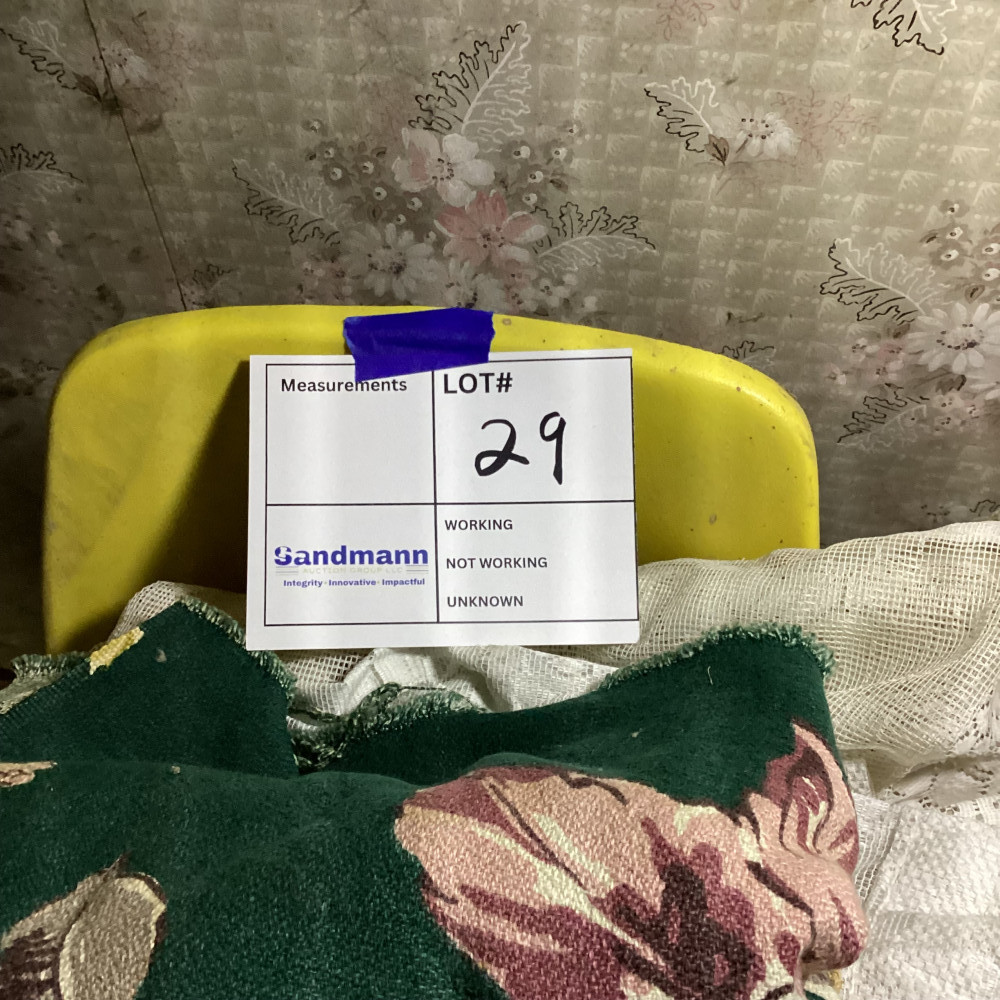 Measurements
LOT#
29
Sandmann
AUCTION GROUP LLC
Integrity · Innovative · Impactful
WORKING
NOT WORKING
UNKNOWN